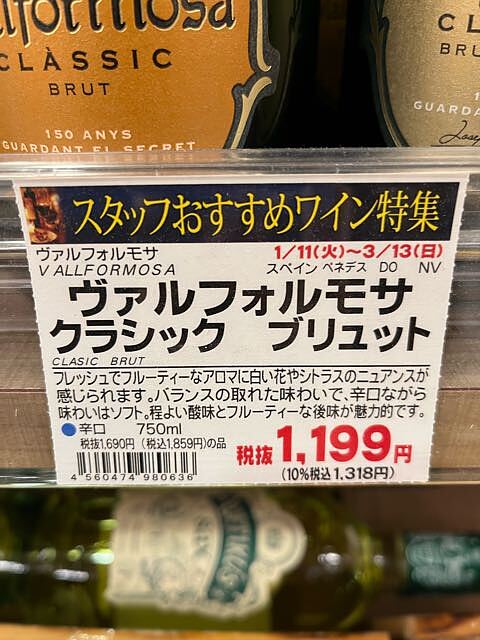 CLÀSSIC
BRUT
150 ANYS
GUARDANT EL SECRET
BRU
GUARDA
スタッフおすすめワイン特集
ヴァルフォルモサ
1/11(火)～3/13(日)
VALLFORMOSA
スペイン ペネデス DO NV
ヴァルフォルモサ
クラシック ブリュット
CLASIC BRUT
フレッシュでフルーティーなアロマに白い花やシトラスのニュアンスが
感じられます。バランスの取れた味わいで、辛口ながら
味わいはソフト。程よい酸味とフルーティーな後味が魅力的です。
辛口 750ml
税抜1,690円 (税込1,859円)の品
税抜1,199円
(10%税込1,318円)
4560474980636